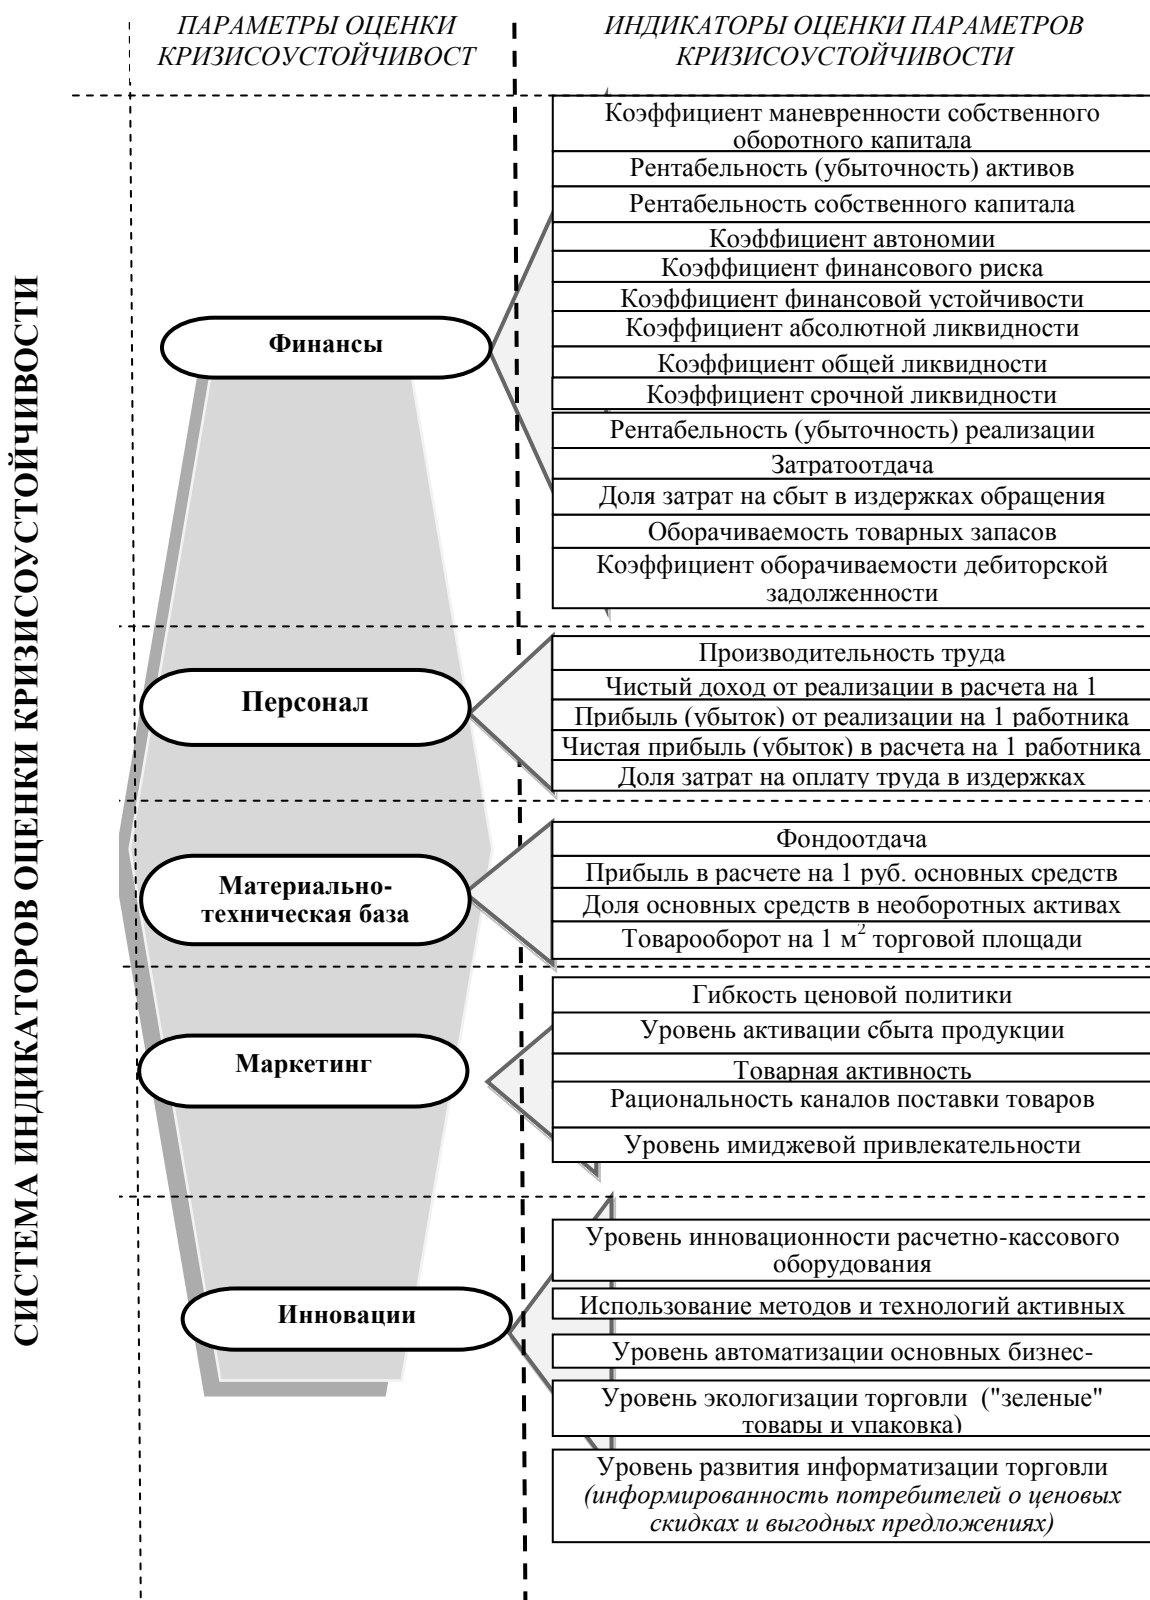 ПАРАМЕТРЫ ОЦЕНКИ
КРИЗИСОУСТОЙЧИВОСТ
ИНДИКАТОРЫ ОЦЕНКИ ПАРАМЕТРОВ
КРИЗИСОУСТОЙЧИВОСТИ
СИСТЕМА ИНДИКАТОРОВ ОЦЕНКИ КРИЗИСОУСТОЙЧИВОСТИ
Финансы
Коэффициент маневренности собственного
оборотного капитала
Рентабельность (убыточность) активов
Рентабельность собственного капитала
Коэффициент автономии
Коэффициент финансового риска
Коэффициент финансовой устойчивости
Коэффициент абсолютной ликвидности
Коэффициент общей ликвидности
Коэффициент срочной ликвидности
Рентабельность (убыточность) реализации
Затратоотдача
Доля затрат на сбыт в издержках обращения
Оборачиваемость товарных запасов
Коэффициент оборачиваемости дебиторской
задолженности
Персонал
Производительность труда
Чистый доход от реализации в расчета на 1
Прибыль (убыток) от реализации на 1 работника
Чистая прибыль (убыток) в расчета на 1 работника
Доля затрат на оплату труда в издержках
Материально-
техническая база
Фондоотдача
Прибыль в расчете на 1 руб. основных средств
Доля основных средств в необоротных активах
Товарооборот на 1 м² торговой площади
Маркетинг
Гибкость ценовой политики
Уровень активации сбыта продукции
Товарная активность
Рациональность каналов поставки товаров
Уровень имиджевой привлекательности
Инновации
Уровень инновационности расчетно-кассового
оборудования
Использование методов и технологий активных
Уровень автоматизации основных бизнес-
Уровень экологизации торговли ("зеленые"
товары и упаковка)
Уровень развития информатизации торговли
(информированность потребителей о ценовых
скидках и выгодных предложениях)